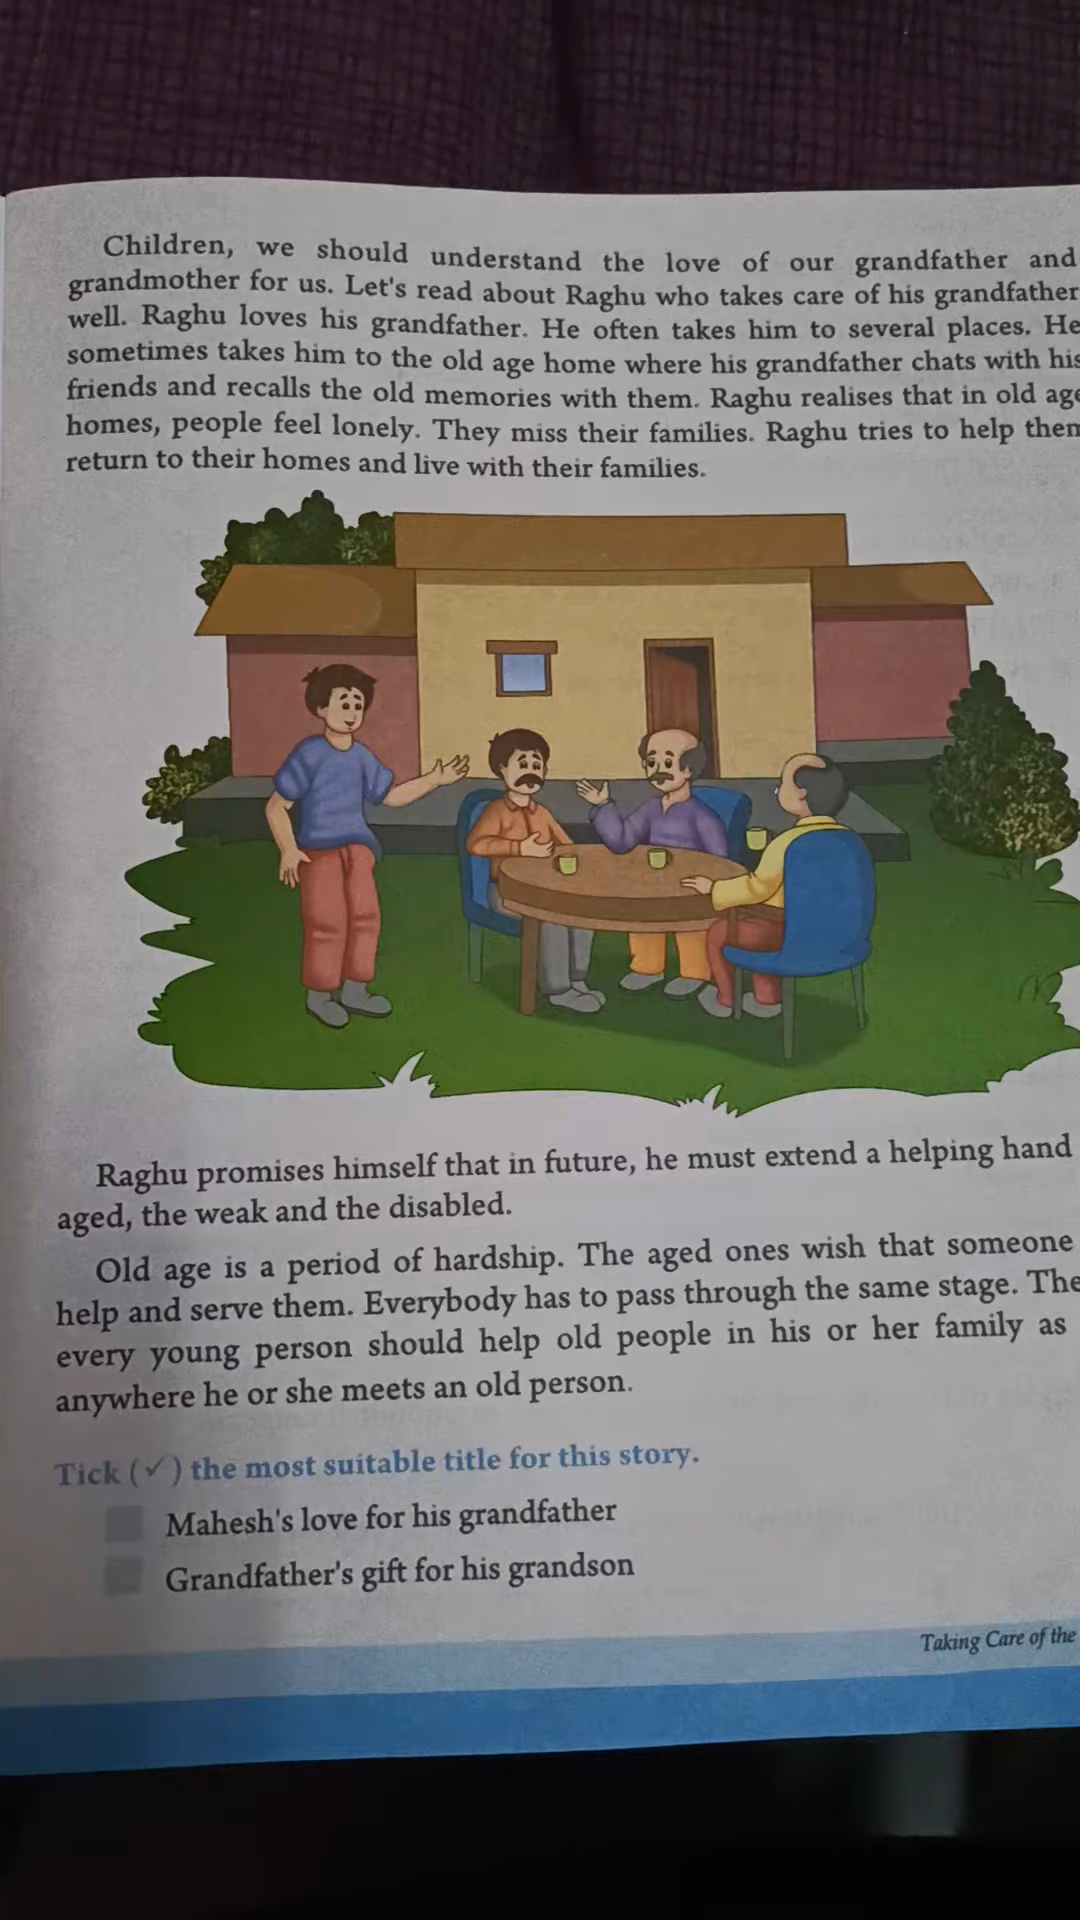 Children, we should understand the love of our grandfather and
grandmother for us. Let's read about Raghu who takes care of his grandfather
well. Raghu loves his grandfather. He often takes him to several places. He
sometimes takes him to the old age home where his grandfather chats with his
friends and recalls the old memories with them. Raghu realises that in old age
homes, people feel lonely. They miss their families. Raghu tries to help them
return to their homes and live with their families.
Raghu promises himself that in future, he must extend a helping hand
aged, the weak and the disabled.
Old age is a period of hardship. The aged ones wish that someone
help and serve them. Everybody has to pass through the same stage. The
every young person should help old people in his or her family as
anywhere he or she meets an old person.
Tick (✓) the most suitable title for this story.
Mahesh's love for his grandfather
Grandfather's gift for his grandson
Taking Care of the